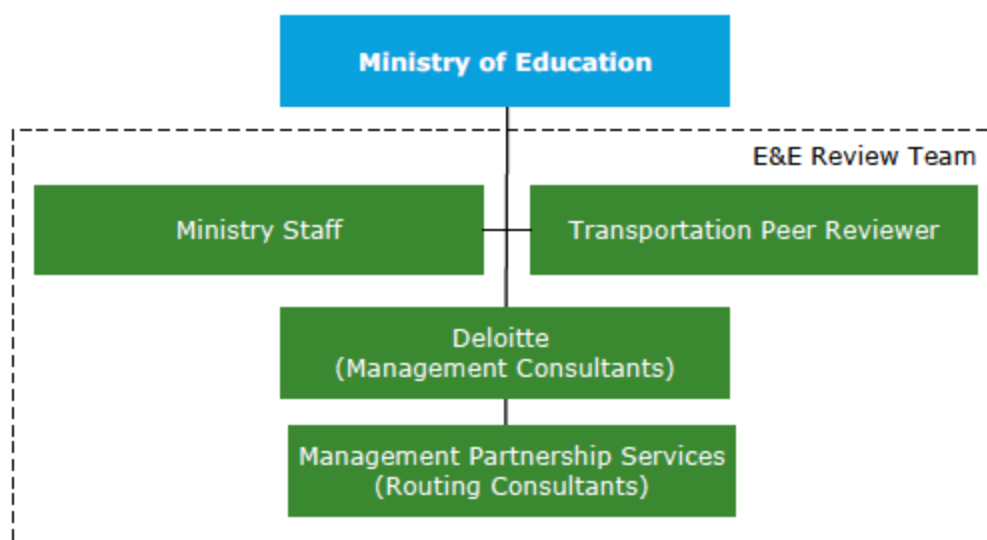 Ministry of Education
E&E Review Team
Ministry Staff
Transportation Peer Reviewer
Deloitte
(Management Consultants)
Management Partnership Services
(Routing Consultants)